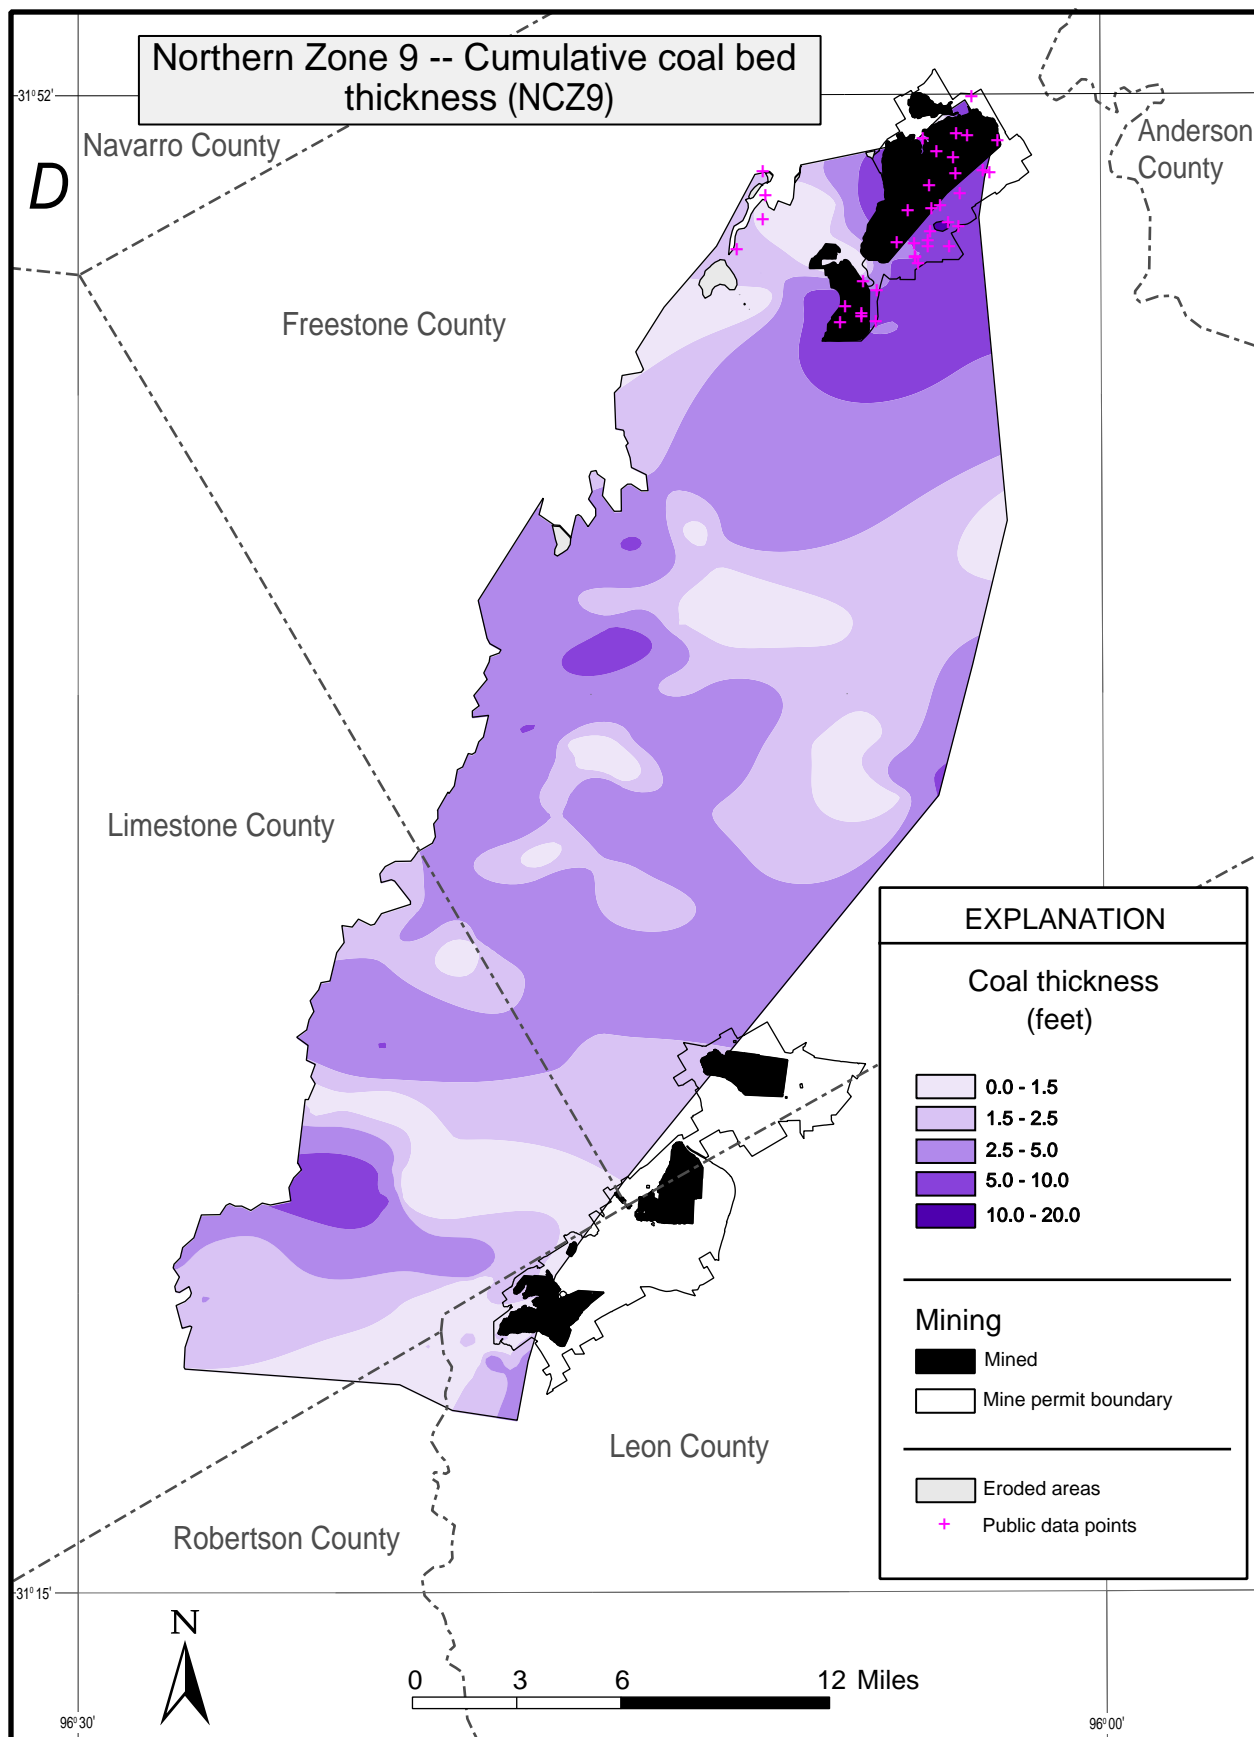 Northern Zone 9 -- Cumulative coal bed
thickness (NCZ9)
31° 52'
Navarro County
Anderson
County
D
Freestone County
Limestone County
EXPLANATION
Coal thickness
(feet)
0.0 - 1.5
1.5 - 2.5
2.5 - 5.0
5.0 - 10.0
10.0 - 20.0
Mining
Mined
Mine permit boundary
Eroded areas
Public data points
Leon County
Robertson County
31° 15'
N
0 3 6 12 Miles
96° 30'
96° 00'